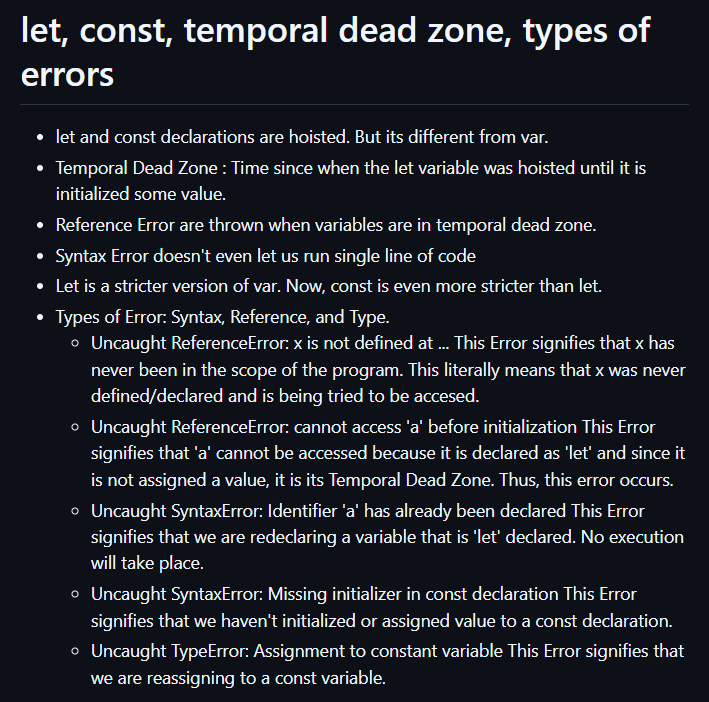 let, const, temporal dead zone, types of
errors
let and const declarations are hoisted. But its different from var.
Temporal Dead Zone : Time since when the let variable was hoisted until it is
initialized some value.
Reference Error are thrown when variables are in temporal dead zone.
Syntax Error doesn't even let us run single line of code
Let is a stricter version of var. Now, const is even more stricter than let.
Types of Error: Syntax, Reference, and Type.
Uncaught ReferenceError: x is not defined at ... This Error signifies that x has
never been in the scope of the program. This literally means that x was never
defined/declared and is being tried to be accesed.
Uncaught ReferenceError: cannot access 'a' before initialization This Error
signifies that 'a' cannot be accessed because it is declared as 'let' and since it
is not assigned a value, it is its Temporal Dead Zone. Thus, this error occurs.
Uncaught SyntaxError: Identifier 'a' has already been declared This Error
signifies that we are redeclaring a variable that is 'let' declared. No execution
will take place.
Uncaught SyntaxError: Missing initializer in const declaration This Error
signifies that we haven't initialized or assigned value to a const declaration.
Uncaught TypeError: Assignment to constant variable This Error signifies that
we are reassigning to a const variable.